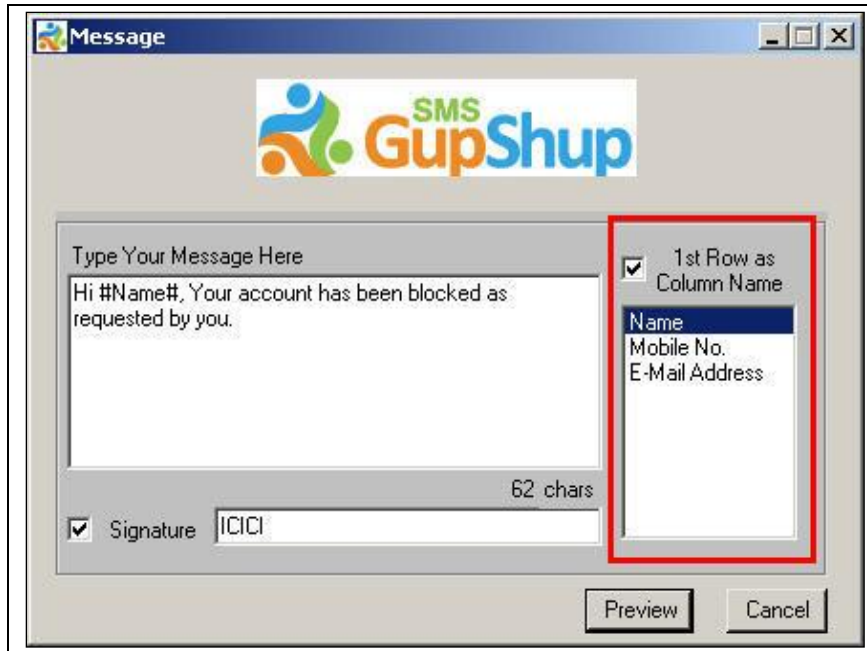 Message
SMS
GupShup
Type Your Message Here
Hi #Name#, Your account has been blocked as
requested by you.
62 chars
Signature ICICI
1st Row as
Column Name
Name
Mobile No.
E-Mail Address
Preview Cancel